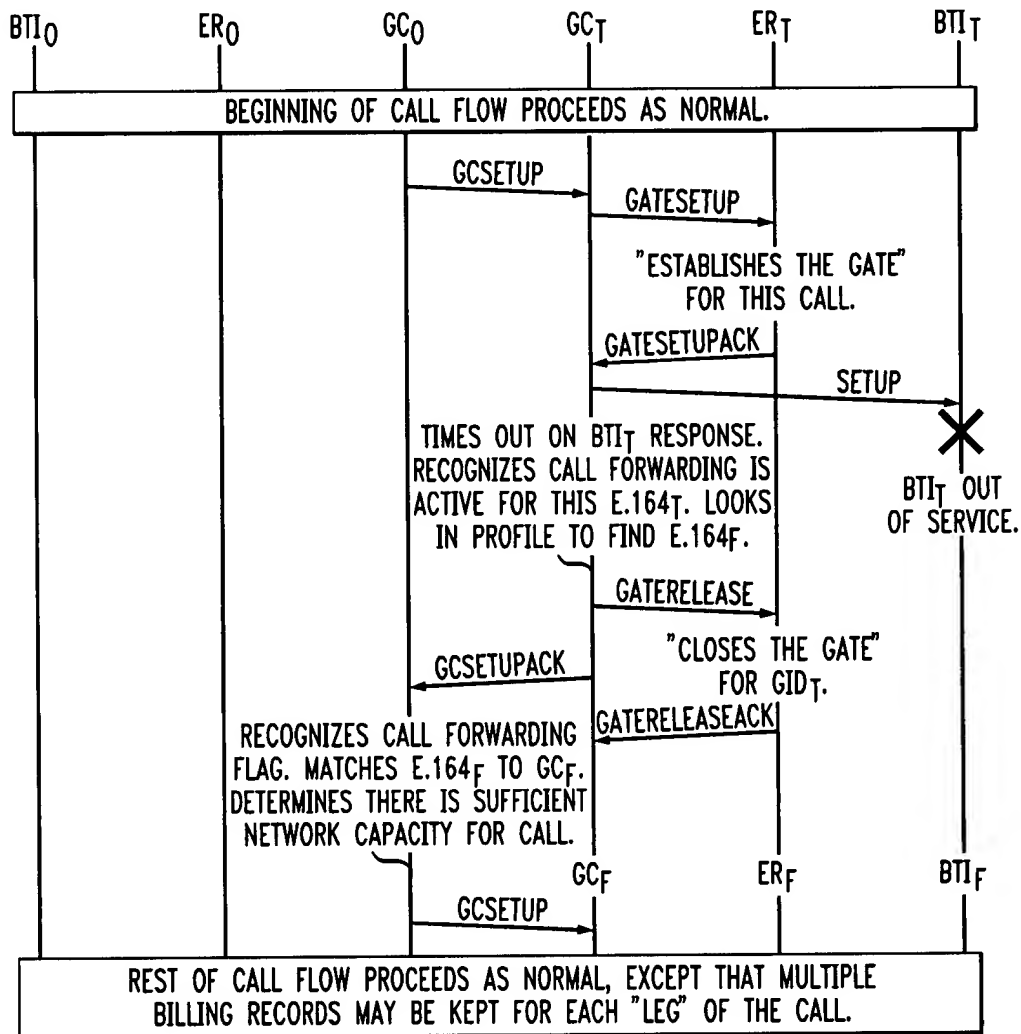 BTIO ERO GCO GCT ERT BTIT
BEGINNING OF CALL FLOW PROCEEDS AS NORMAL.
GCSETUP
GATESETUP
"ESTABLISHES THE GATE"
FOR THIS CALL.
GATESETUPACK
SETUP
TIMES OUT ON BTIT RESPONSE.
RECOGNIZES CALL FORWARDING IS
ACTIVE FOR THIS E.164T. LOOKS
IN PROFILE TO FIND E.164F.
BTIT OUT
OF SERVICE.
GATERELEASE
"CLOSES THE GATE"
FOR GIDT.
GCSETUPACK
GATERELEASEACK
RECOGNIZES CALL FORWARDING
FLAG. MATCHES E.164F TO GCF.
DETERMINES THERE IS SUFFICIENT
NETWORK CAPACITY FOR CALL.
GCF ERF BTIF
GCSETUP
REST OF CALL FLOW PROCEEDS AS NORMAL, EXCEPT THAT MULTIPLE
BILLING RECORDS MAY BE KEPT FOR EACH "LEG" OF THE CALL.